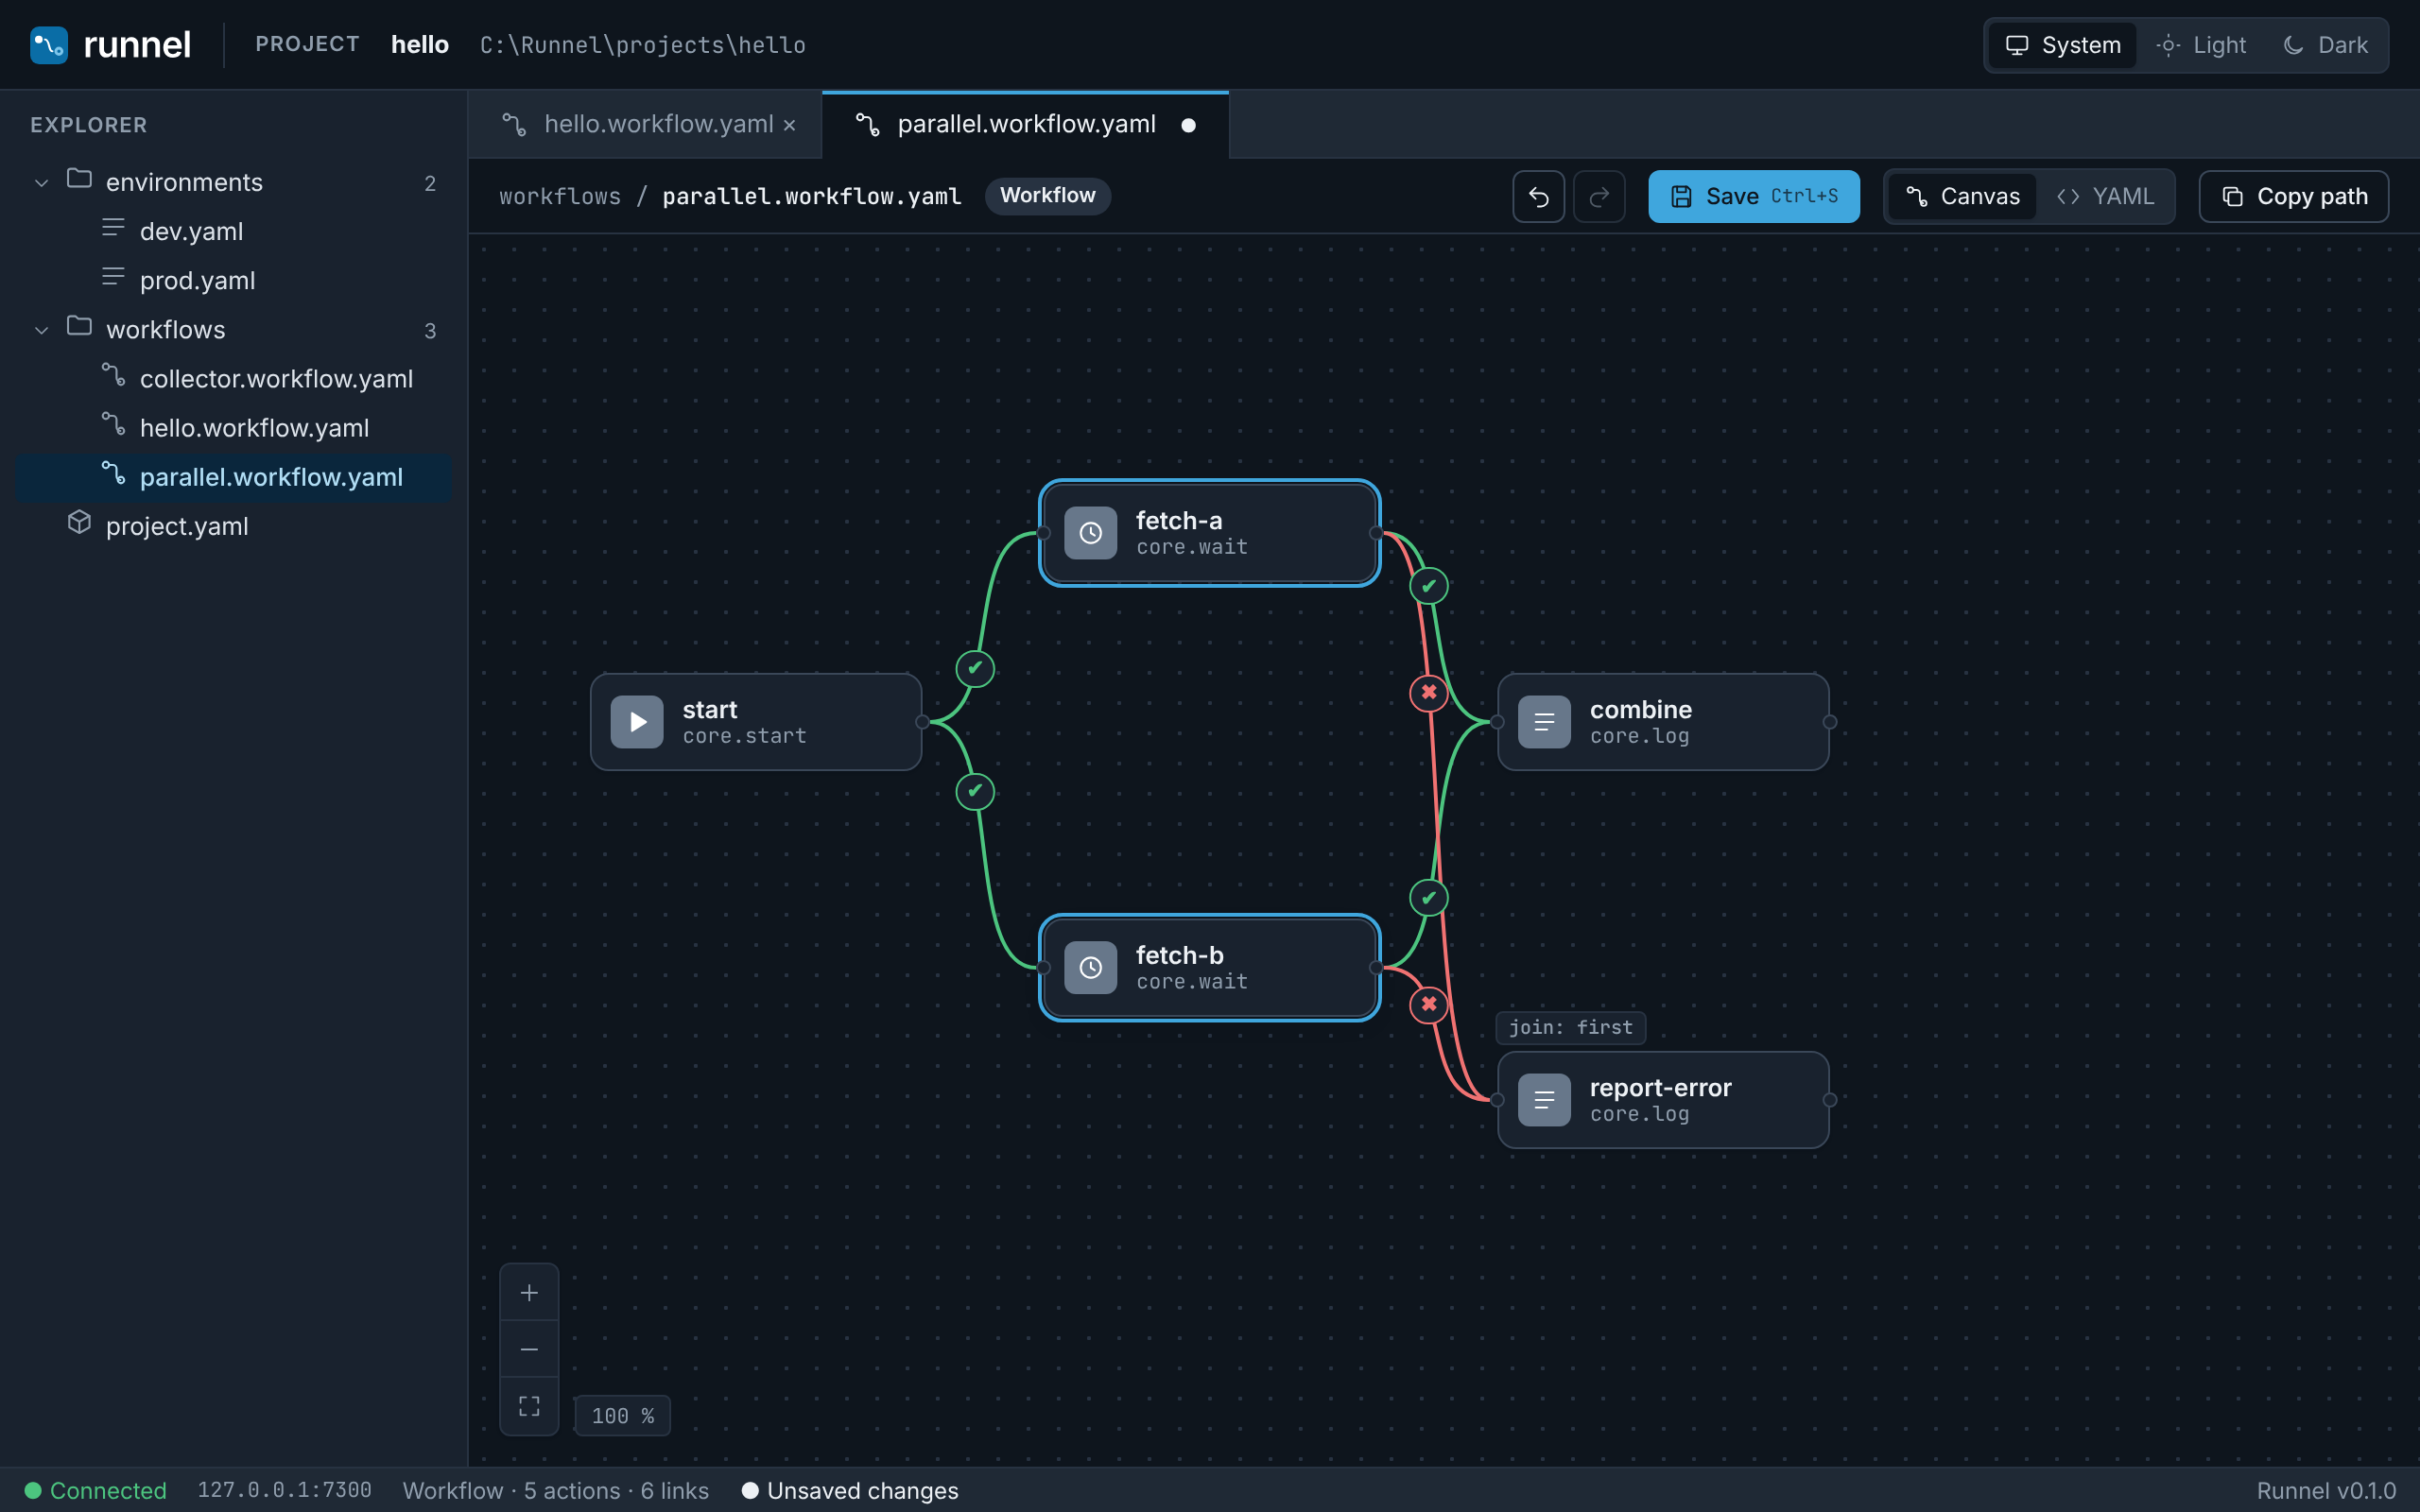 runnel
PROJECT hello C:\Runnel\projects\hello
System Light Dark
EXPLORER
environments 2
dev.yaml
prod.yaml
workflows 3
collector.workflow.yaml
hello.workflow.yaml
parallel.workflow.yaml
project.yaml
hello.workflow.yaml ×
parallel.workflow.yaml
workflows / parallel.workflow.yaml Workflow
Save Ctrl+S
Canvas YAML
Copy path
fetch-a
core.wait
start
core.start
combine
core.log
fetch-b
core.wait
join: first
report-error
core.log
100 %
Connected 127.0.0.1:7300 Workflow · 5 actions · 6 links Unsaved changes
Runnel v0.1.0